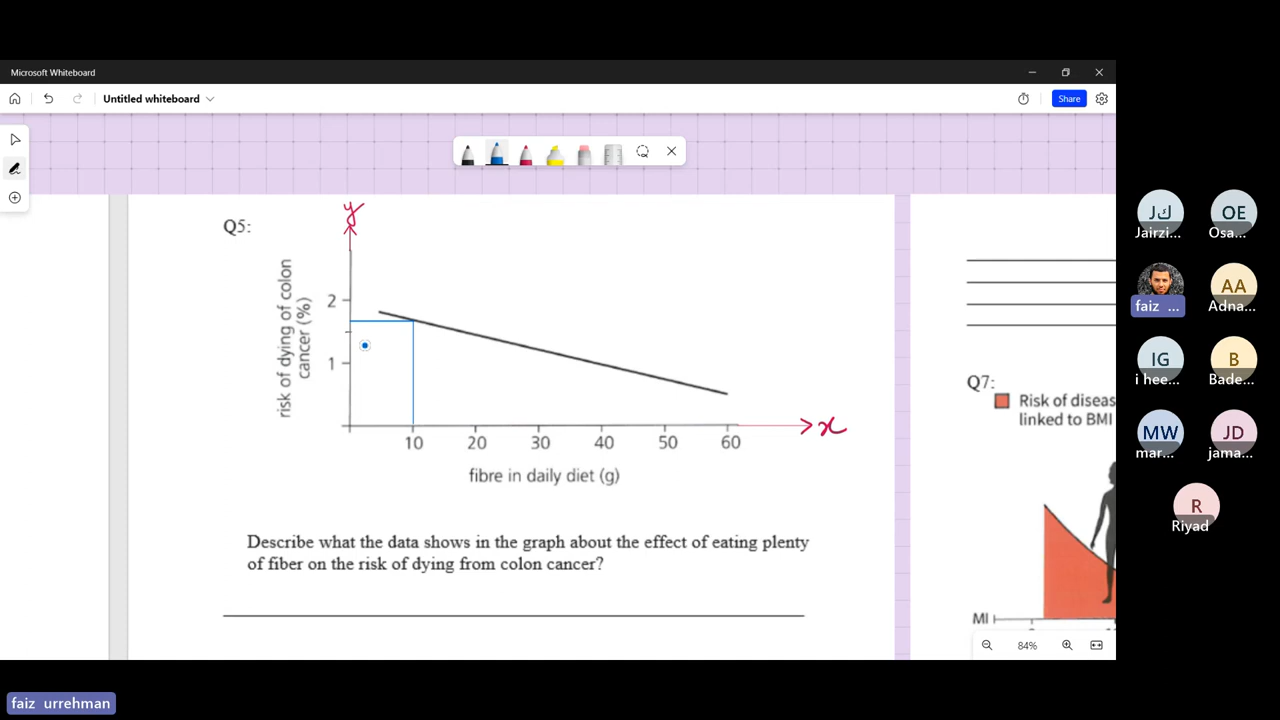 Microsoft Whiteboard
Untitled whiteboard
Share
Q5:
y
risk of dying of colon
cancer (%)
2
1
10 20 30 40 50 60
x
fibre in daily diet (g)
Describe what the data shows in the graph about the effect of eating plenty
of fiber on the risk of dying from colon cancer?
Q7:
Risk of diseas
linked to BMI
MI
84%
Jك
Jairzi...
OE
Osa...
faiz ...
AA
Adna...
IG
i hee...
B
Bade...
MW
mar...
JD
jama...
R
Riyad
faiz urrehman